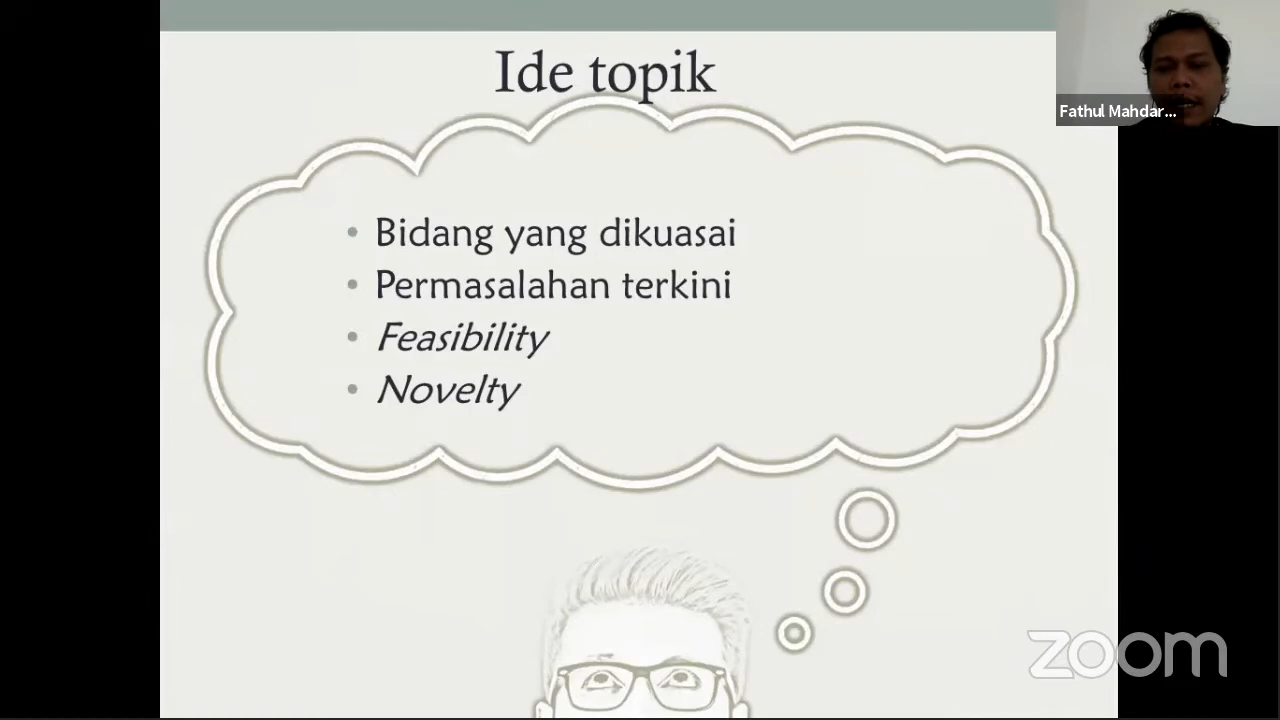 Ide topik
Fathul Mahdar...
• Bidang yang dikuasai
• Permasalahan terkini
• Feasibility
• Novelty
zoom